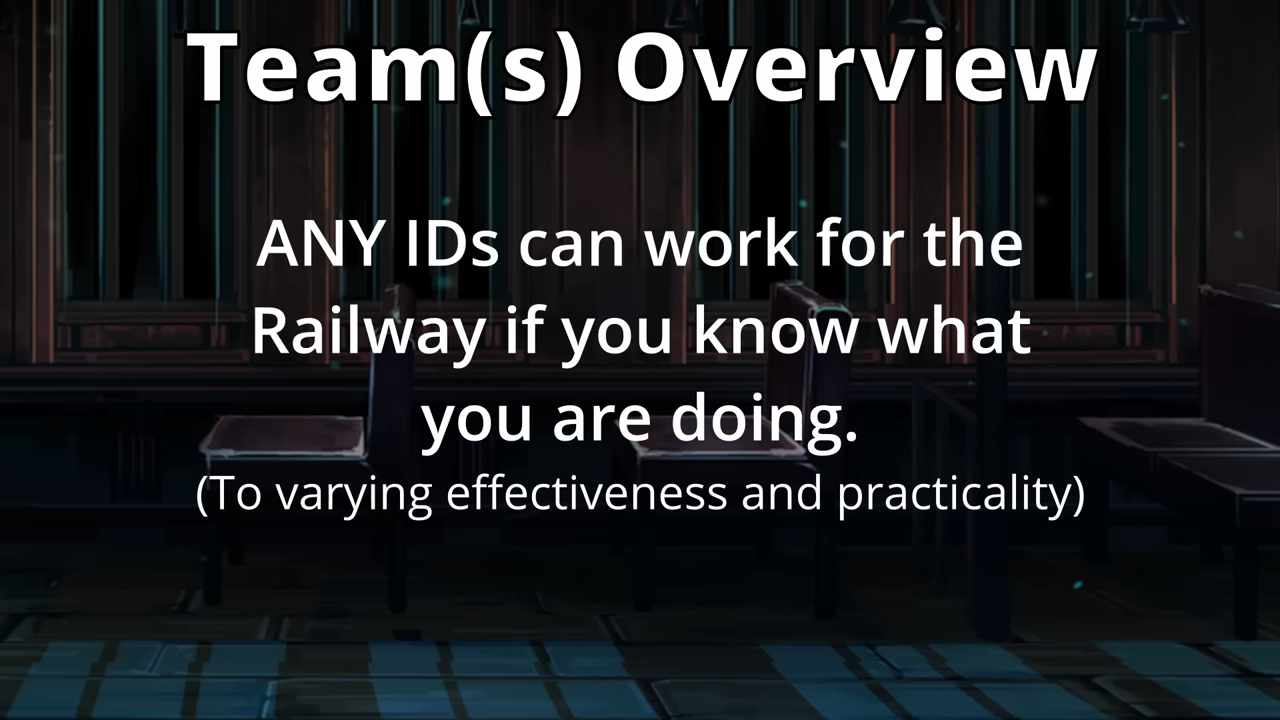 Team(s) Overview
ANY IDs can work for the
Railway if you know what
you are doing.
(To varying effectiveness and practicality)